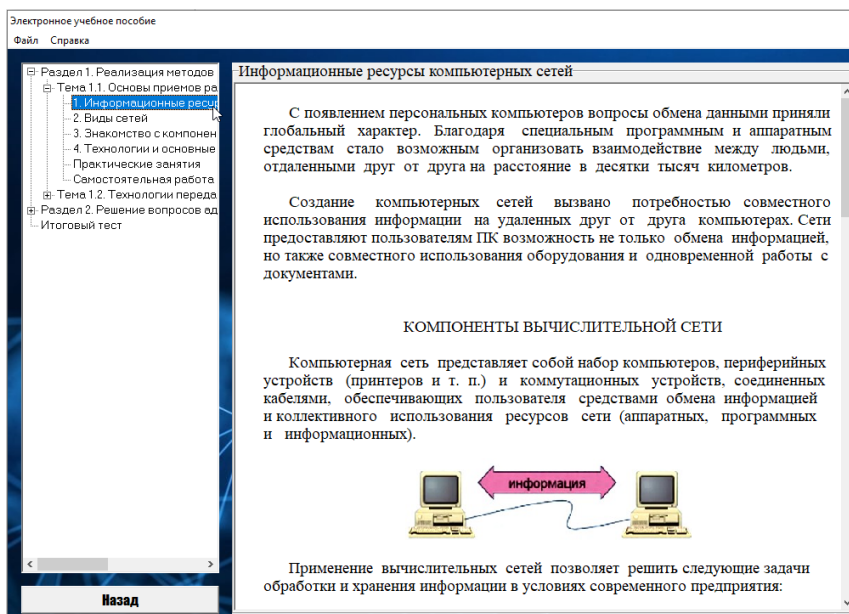 Электронное учебное пособие
Файл Справка
Раздел 1. Реализация методов
Тема 1.1. Основы приемов ра
1. Информационные ресур
2. Виды сетей
3. Знакомство с компонен
4. Технологии и основные
Практические занятия
Самостоятельная работа
Тема 1.2. Технологии переда
Раздел 2. Решение вопросов ад
Итоговый тест
Назад
Информационные ресурсы компьютерных сетей
С появлением персональных компьютеров вопросы обмена данными приняли
глобальный характер. Благодаря специальным программным и аппаратным
средствам стало возможным организовать взаимодействие между людьми,
отдаленными друг от друга на расстояние в десятки тысяч километров.
Создание компьютерных сетей вызвано потребностью совместного
использования информации на удаленных друг от друга компьютерах. Сети
предоставляют пользователям ПК возможность не только обмена информацией,
но также совместного использования оборудования и одновременной работы с
документами.
КОМПОНЕНТЫ ВЫЧИСЛИТЕЛЬНОЙ СЕТИ
Компьютерная сеть представляет собой набор компьютеров, периферийных
устройств (принтеров и т. п.) и коммутационных устройств, соединенных
кабелями, обеспечивающих пользователя средствами обмена информацией
и коллективного использования ресурсов сети (аппаратных, программных
и информационных).
информация
Применение вычислительных сетей позволяет решить следующие задачи
обработки и хранения информации в условиях современного предприятия: